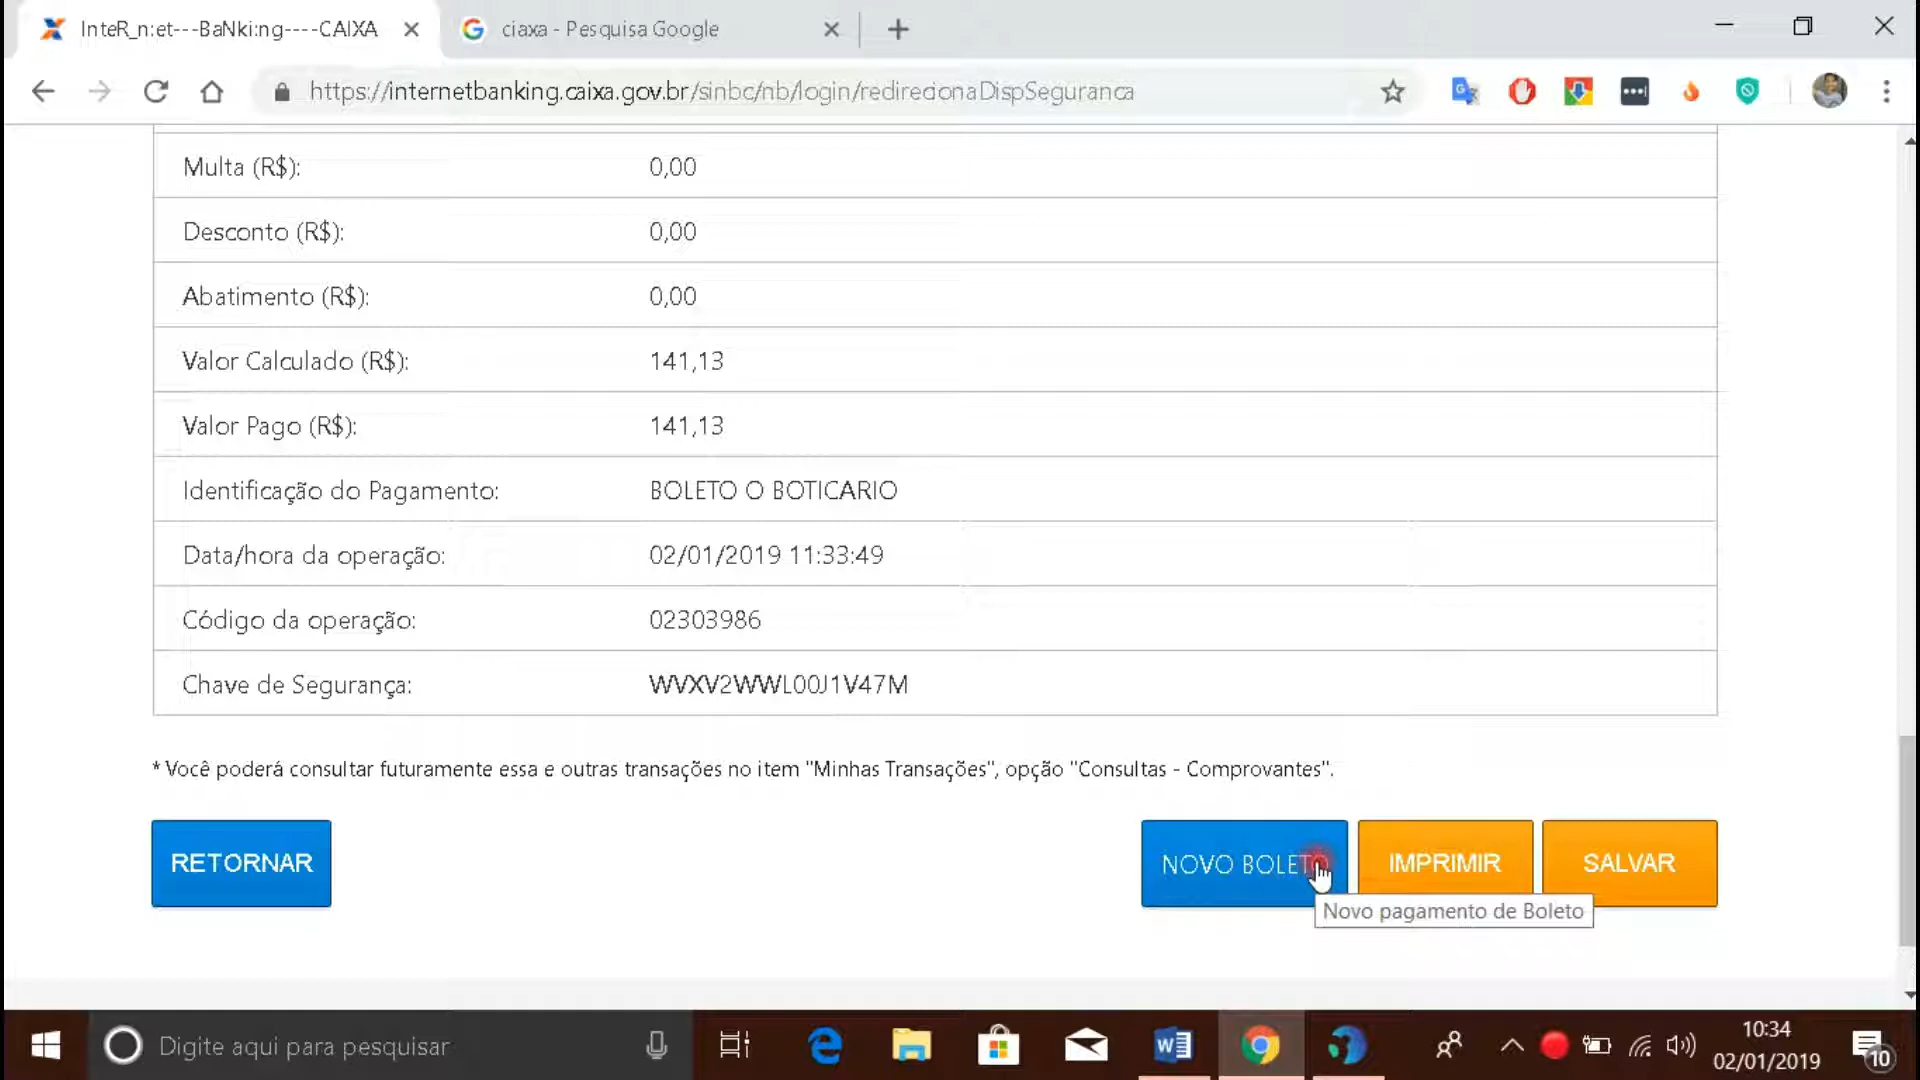 InteR_n:et---BaNki:ng----CAIXA
ciaxa - Pesquisa Google
https://internetbanking.caixa.gov.br/sinbc/nb/login/redirecionaDispSeguranca
Multa (R$): 0,00
Desconto (R$): 0,00
Abatimento (R$): 0,00
Valor Calculado (R$): 141,13
Valor Pago (R$): 141,13
Identificação do Pagamento: BOLETO O BOTICARIO
Data/hora da operação: 02/01/2019 11:33:49
Código da operação: 02303986
Chave de Segurança: WVXV2WWL00J1V47M
* Você poderá consultar futuramente essa e outras transações no item "Minhas Transações", opção "Consultas - Comprovantes".
RETORNAR
NOVO BOLETO
IMPRIMIR
SALVAR
Novo pagamento de Boleto
Digite aqui para pesquisar
10:34
02/01/2019
10